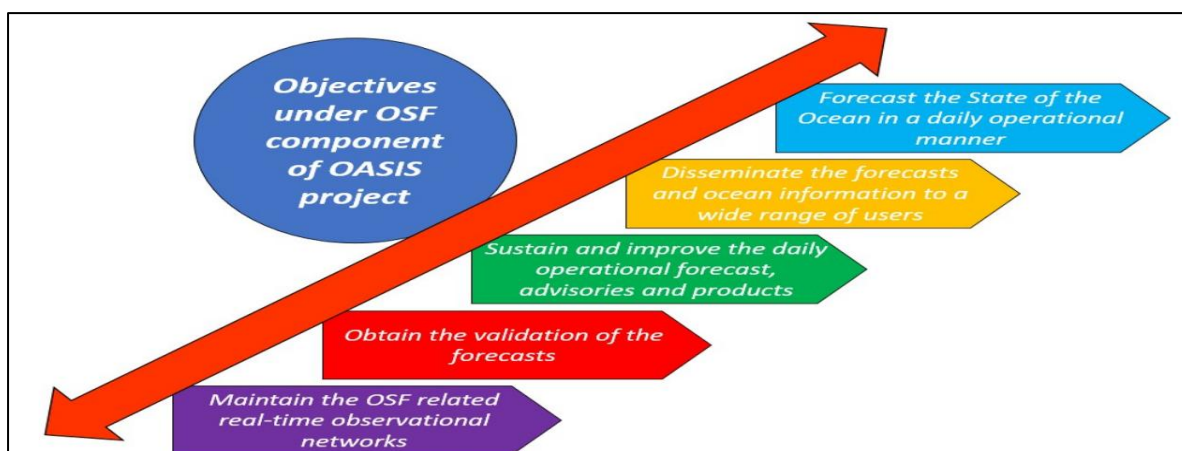 Objectives
under OSF
component
of OASIS
project
Forecast the State of the
Ocean in a daily operational
manner
Disseminate the forecasts
and ocean information to a
wide range of users
Sustain and improve the daily
operational forecast,
advisories and products
Obtain the validation of the
forecasts
Maintain the OSF related
real-time observational
networks